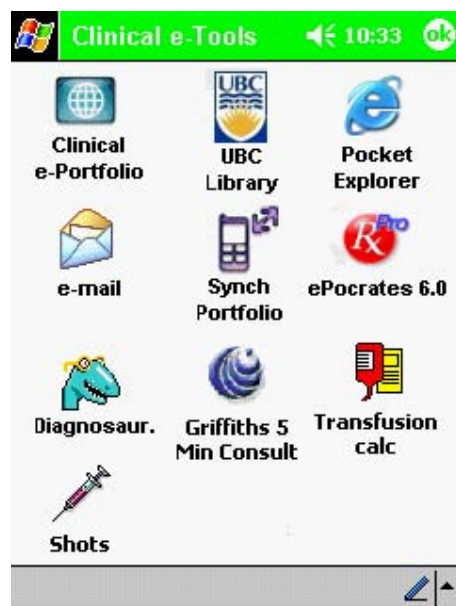 Clinical e-Tools 10:33 ok
UBC
Clinical
e-Portfolio
UBC
Library
Pocket
Explorer
Rx Pro
e-mail
Synch
Portfolio
ePocrates 6.0
Diagnosaur.
Griffiths 5
Min Consult
Transfusion
calc
Shots